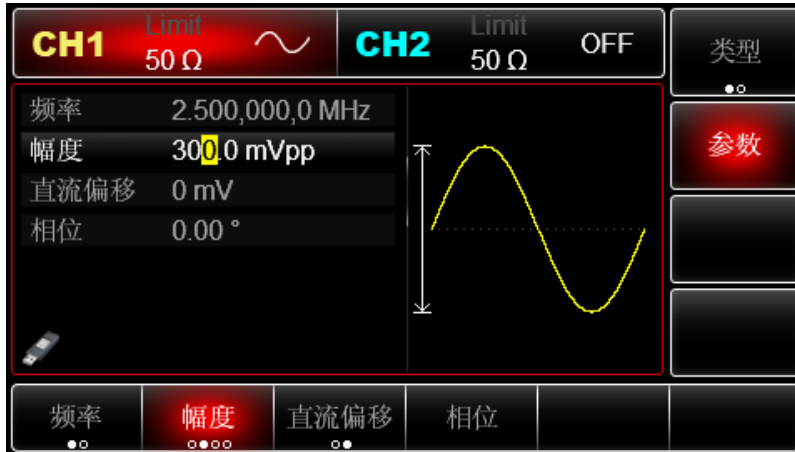 CH1 Limit 50 Ω
CH2 Limit 50 Ω OFF
类型
频率 2.500,000,0 MHz
幅度 300.0 mVpp
直流偏移 0 mV
相位 0.00 °
参数
频率 幅度 直流偏移 相位